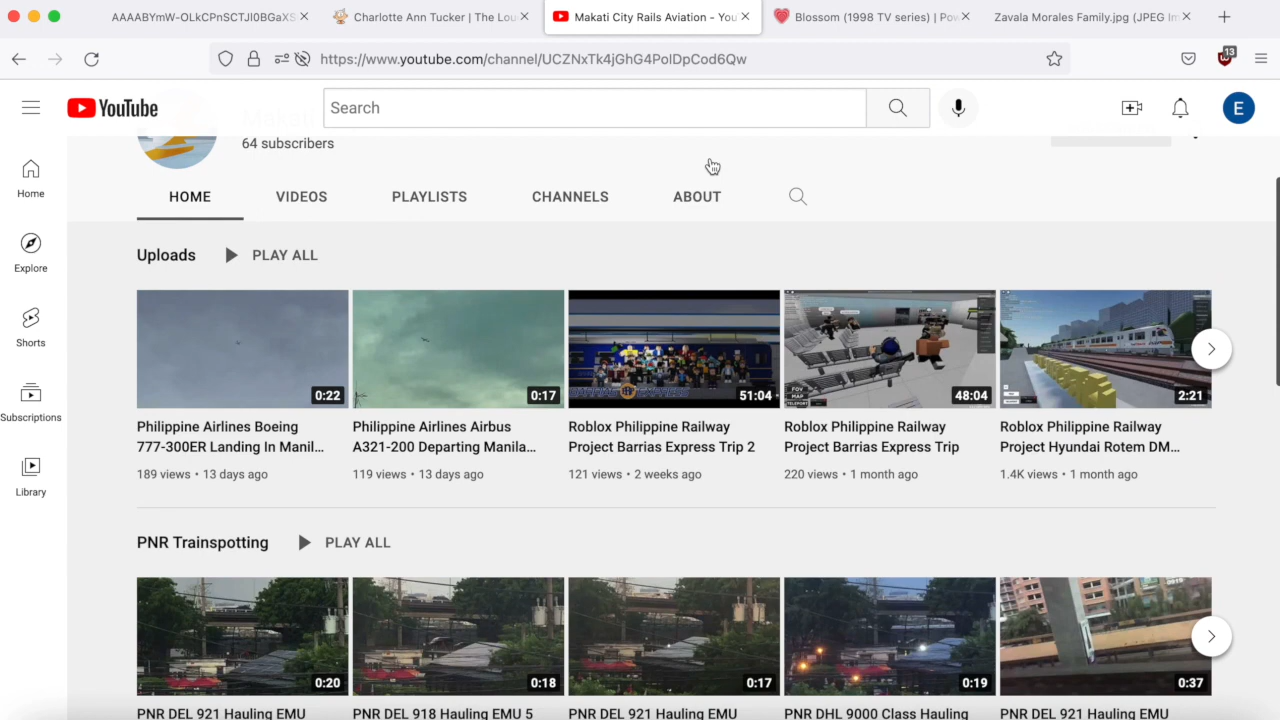 AAAABYmW-OLkCPnSCTJI0BGaXS
Charlotte Ann Tucker | The Lou
Makati City Rails Aviation - You
Blossom (1998 TV series) | Pow
Zavala Morales Family.jpg (JPEG Im
https://www.youtube.com/channel/UCZNxTk4jGhG4PoIDpCod6Qw
13
YouTube
Search
E
64 subscribers
HOME
VIDEOS
PLAYLISTS
CHANNELS
ABOUT
Home
Explore
Shorts
Subscriptions
Library
Uploads
PLAY ALL
0:22
0:17
51:04
48:04
2:21
Philippine Airlines Boeing
777-300ER Landing In Manil...
189 views • 13 days ago
Philippine Airlines Airbus
A321-200 Departing Manila...
119 views • 13 days ago
Roblox Philippine Railway
Project Barrias Express Trip 2
121 views • 2 weeks ago
Roblox Philippine Railway
Project Barrias Express Trip
220 views • 1 month ago
Roblox Philippine Railway
Project Hyundai Rotem DM...
1.4K views • 1 month ago
PNR Trainspotting
PLAY ALL
0:20
0:18
0:17
0:19
0:37
PNR DEL 921 Hauling EMU
PNR DEL 918 Hauling EMU 5
PNR DEL 921 Hauling EMU
PNR DHL 9000 Class Hauling
PNR DEL 921 Hauling EMU